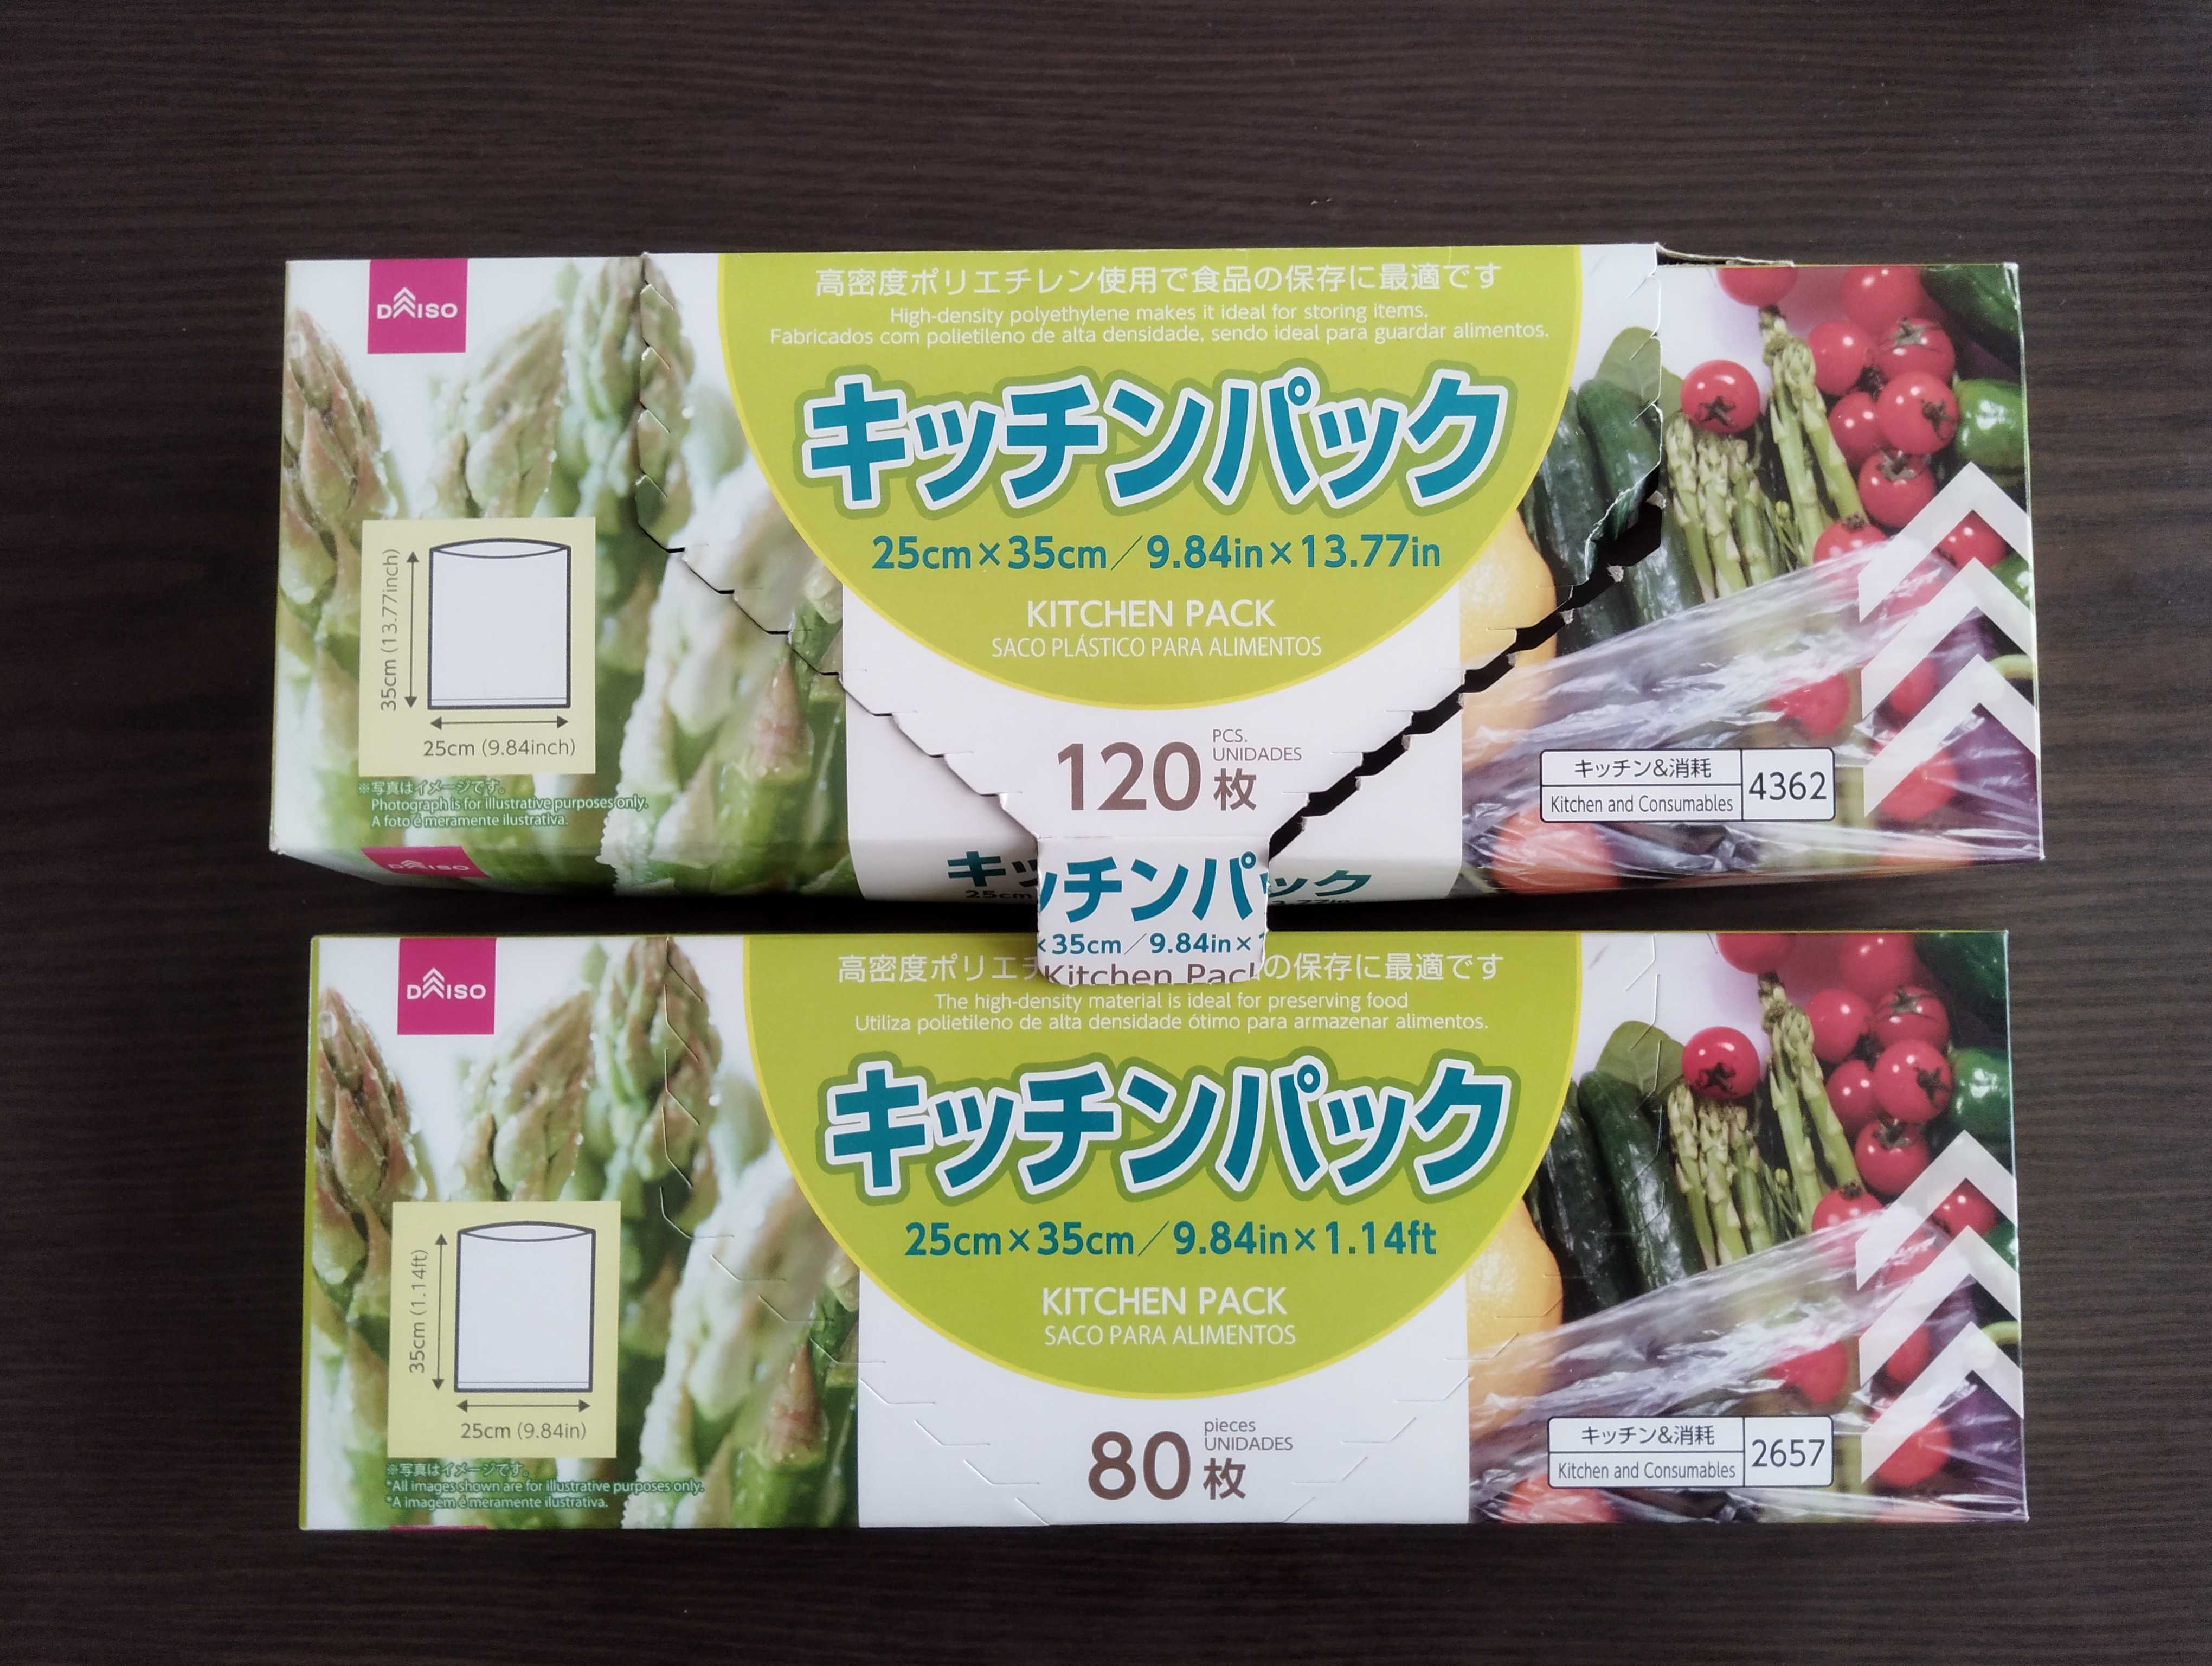 DAISO
高密度ポリエチレン使用で食品の保存に最適です
High-density polyethylene makes it ideal for storing items.
Fabricados com polietileno de alta densidade, sendo ideal para guardar alimentos.
キッチンパック
25cm×35cm/9.84in×13.77in
KITCHEN PACK
SACO PLÁSTICO PARA ALIMENTOS
120 PCS. UNIDADES 枚
35cm (13.77inch)
25cm (9.84inch)
※写真はイメージです。
Photograph is for illustrative purposes only.
A foto é meramente ilustrativa.
キッチン&消耗
Kitchen and Consumables
4362
DAISO
キッチンパック
25cm×35cm/9.84in×
Kitchen Pack
DAISO
高密度ポリエ の保存に最適です
The high-density material is ideal for preserving food
Utiliza polietileno de alta densidade ótimo para armazenar alimentos.
キッチンパック
25cm×35cm/9.84in×1.14ft
KITCHEN PACK
SACO PARA ALIMENTOS
80 pieces UNIDADES 枚
35cm (1.14ft)
25cm (9.84in)
※写真はイメージです。
*All images shown are for illustrative purposes only.
*A imagem é meramente ilustrativa.
キッチン&消耗
Kitchen and Consumables
2657